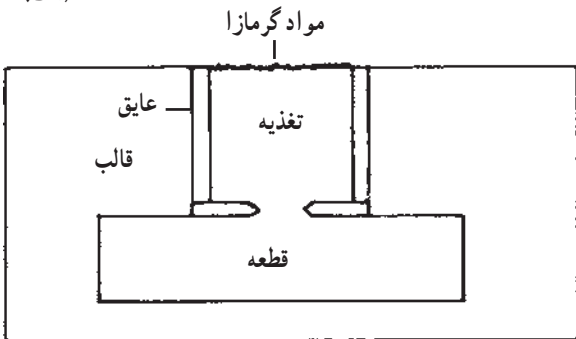 مواد گرمازا
عایق
تغذیه
قالب
قطعه